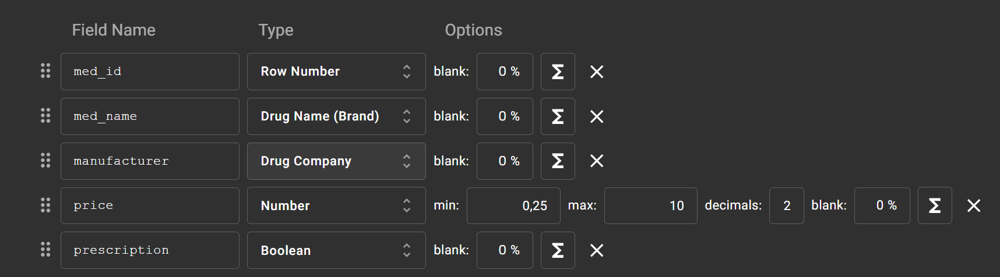 Field Name Type Options
med_id Row Number blank: 0 % Σ
med_name Drug Name (Brand) blank: 0 % Σ
manufacturer Drug Company blank: 0 % Σ
price Number min: 0,25 max: 10 decimals: 2 blank: 0 % Σ
prescription Boolean blank: 0 % Σ